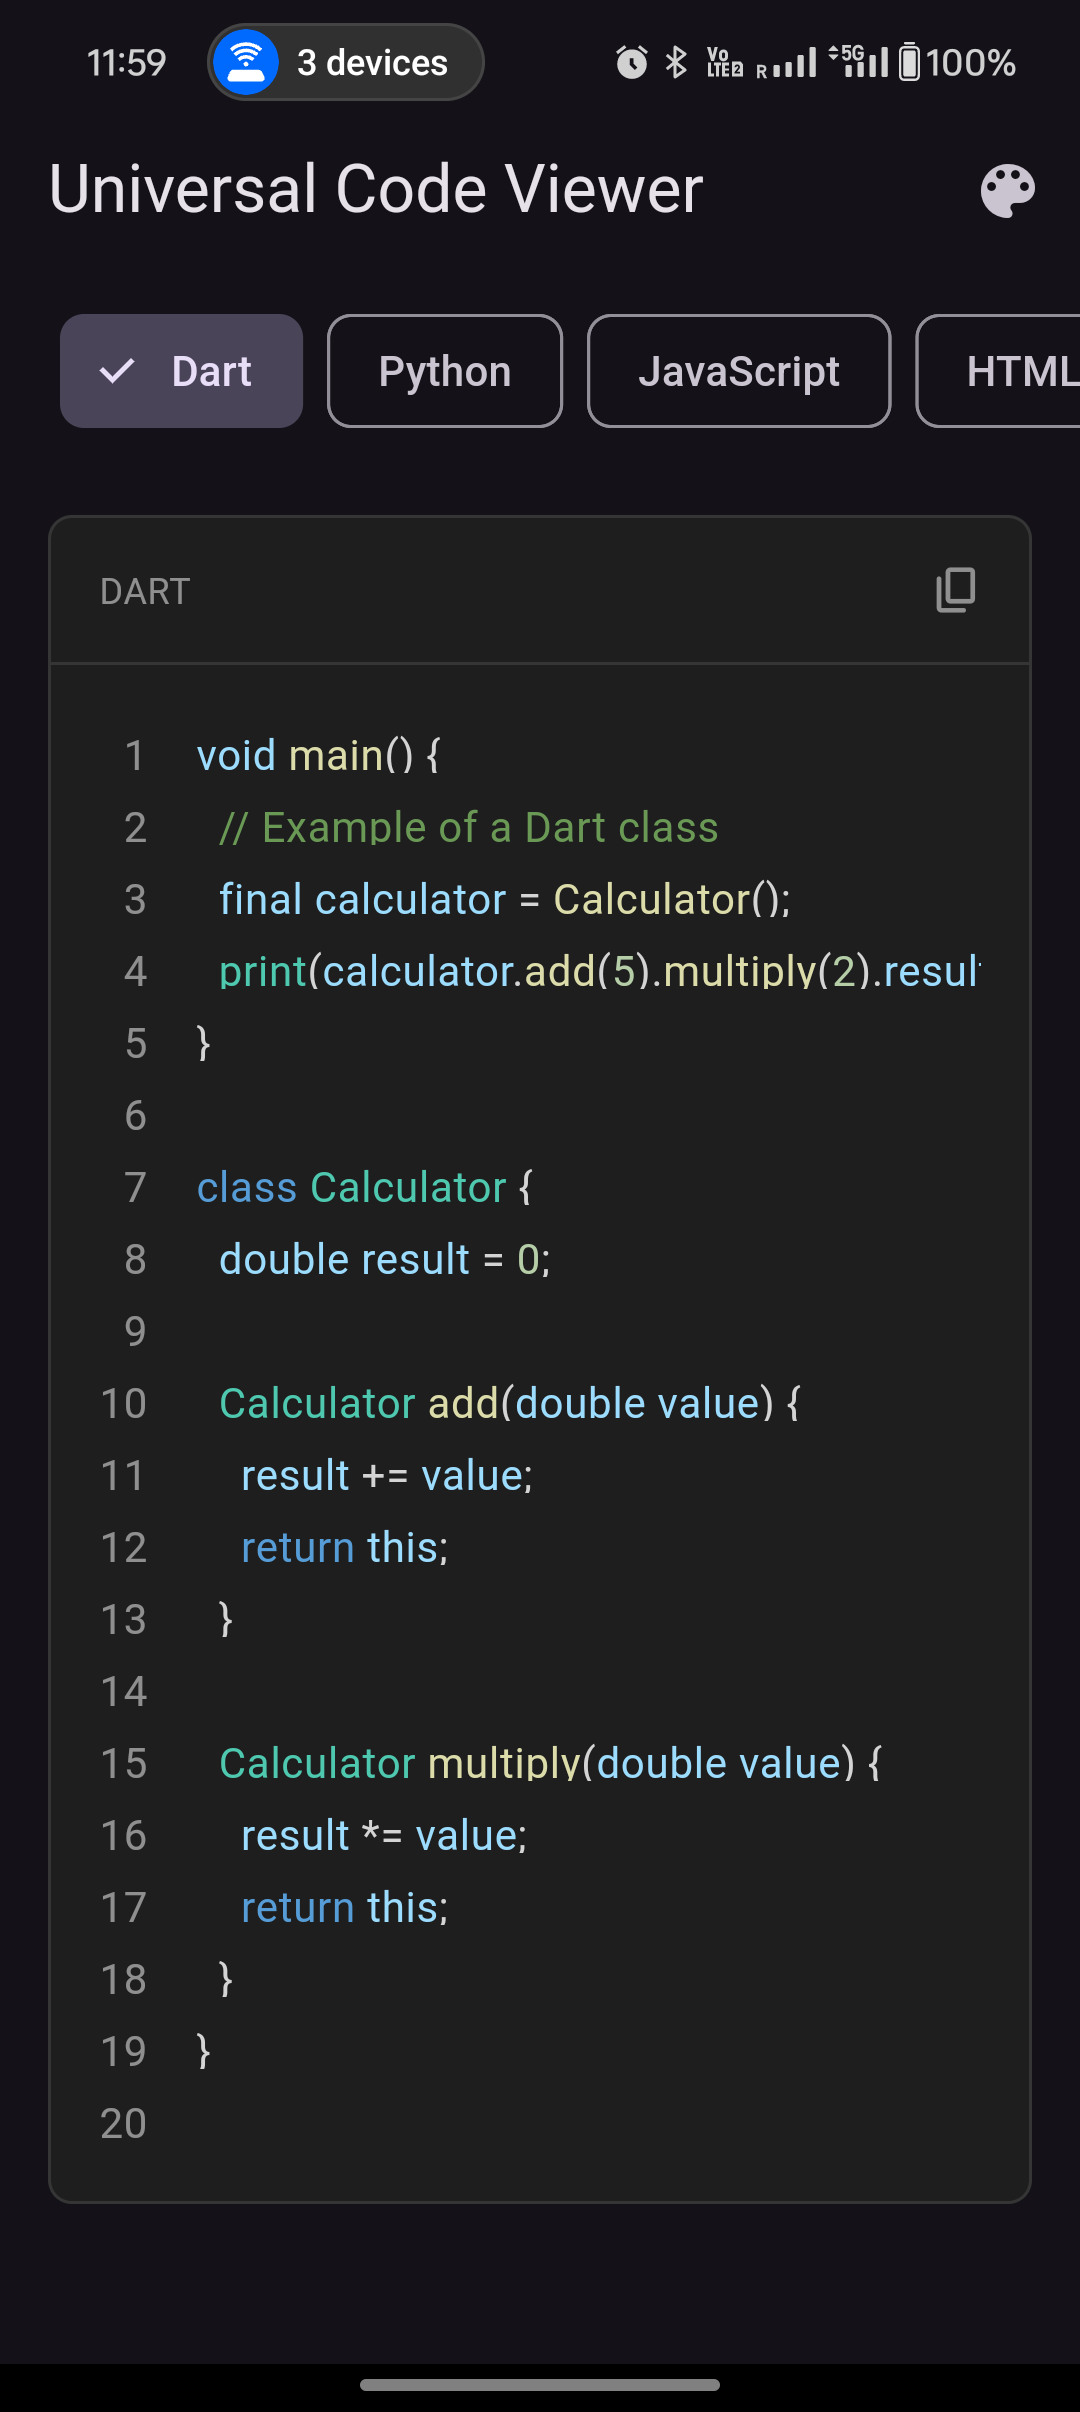 11:59 3 devices Vo LTE 2 R 5G 100%
Universal Code Viewer
Dart Python JavaScript HTML
DART
1 void main() {
2   // Example of a Dart class
3   final calculator = Calculator();
4   print(calculator.add(5).multiply(2).resul
5 }
6
7 class Calculator {
8   double result = 0;
9
10   Calculator add(double value) {
11     result += value;
12     return this;
13   }
14
15   Calculator multiply(double value) {
16     result *= value;
17     return this;
18   }
19 }
20